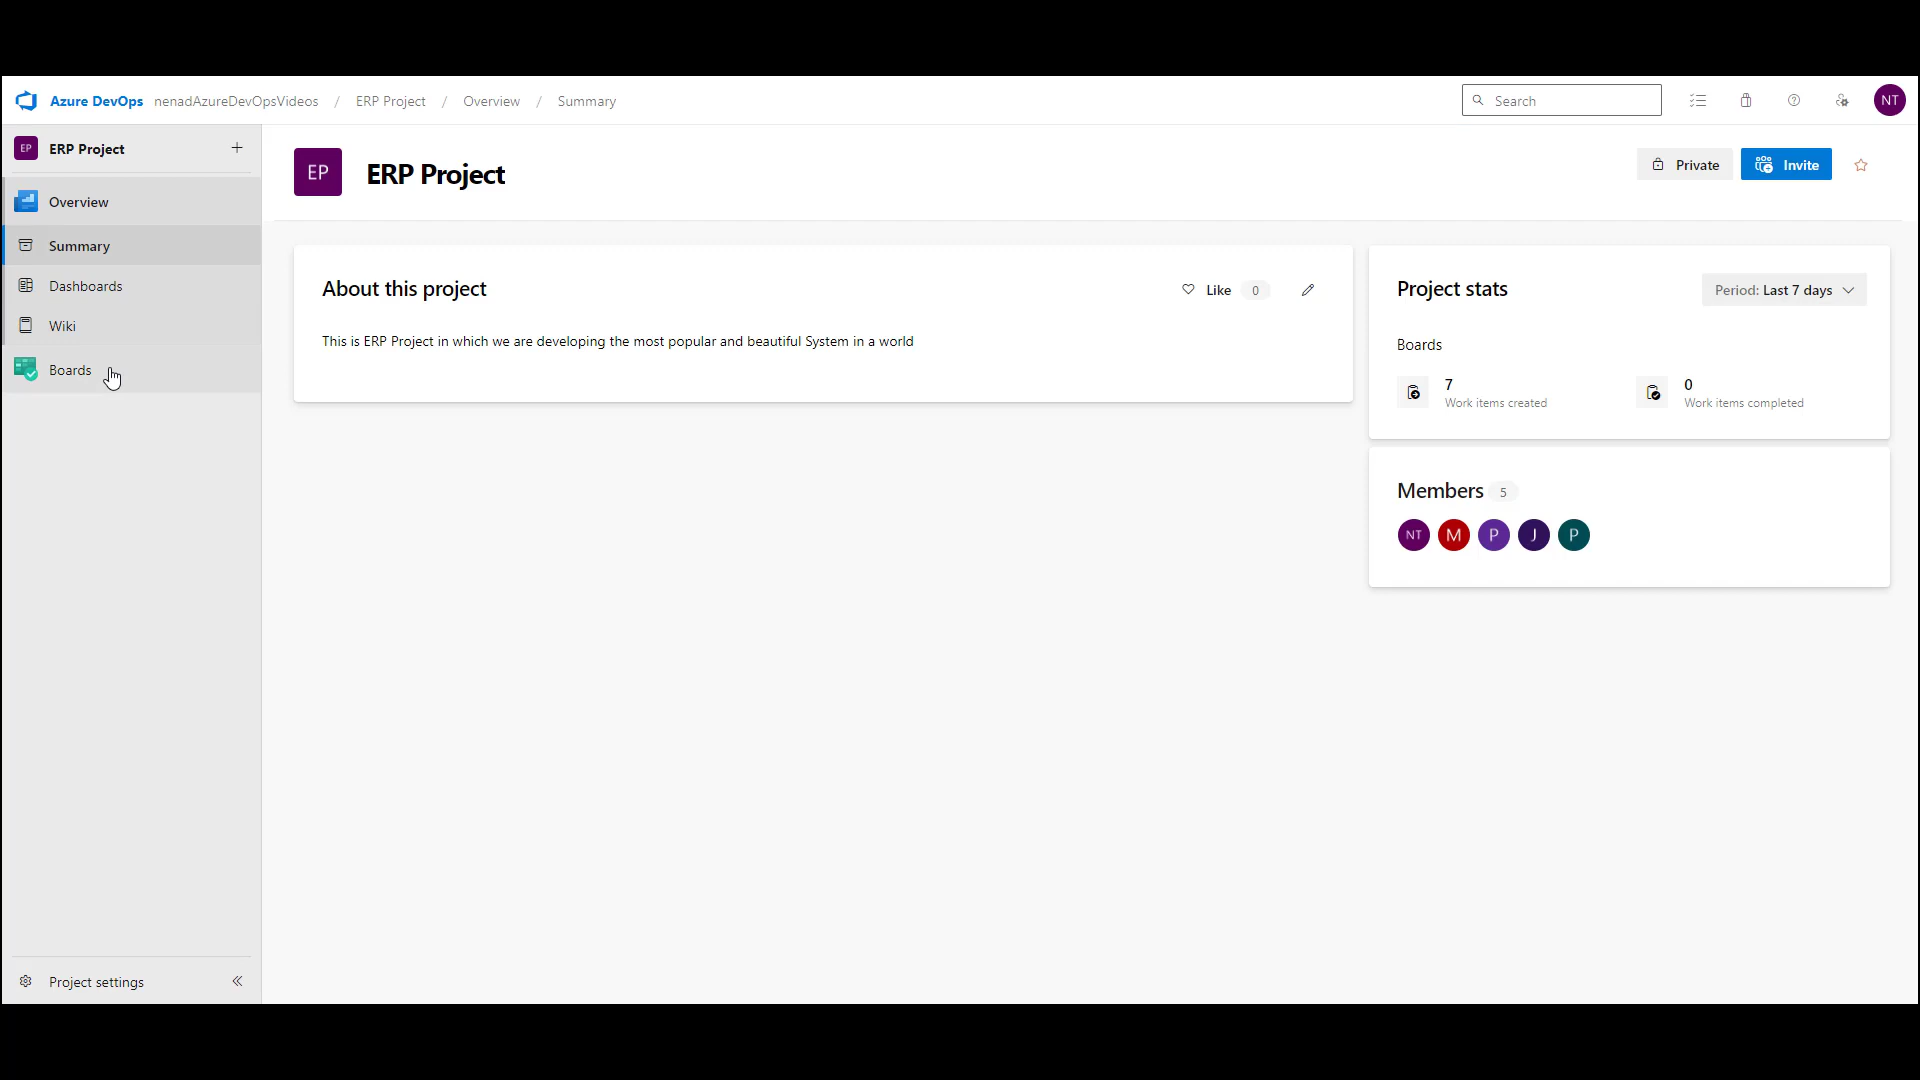 Azure DevOps nenadAzureDevOpsVideos / ERP Project / Overview / Summary
Search
NT
EP ERP Project
Overview
Summary
Dashboards
Wiki
Boards
Project settings
EP ERP Project
Private
Invite
About this project
Like 0
This is ERP Project in which we are developing the most popular and beautiful System in a world
Project stats
Period: Last 7 days
Boards
7
Work items created
0
Work items completed
Members 5
NT M P J P